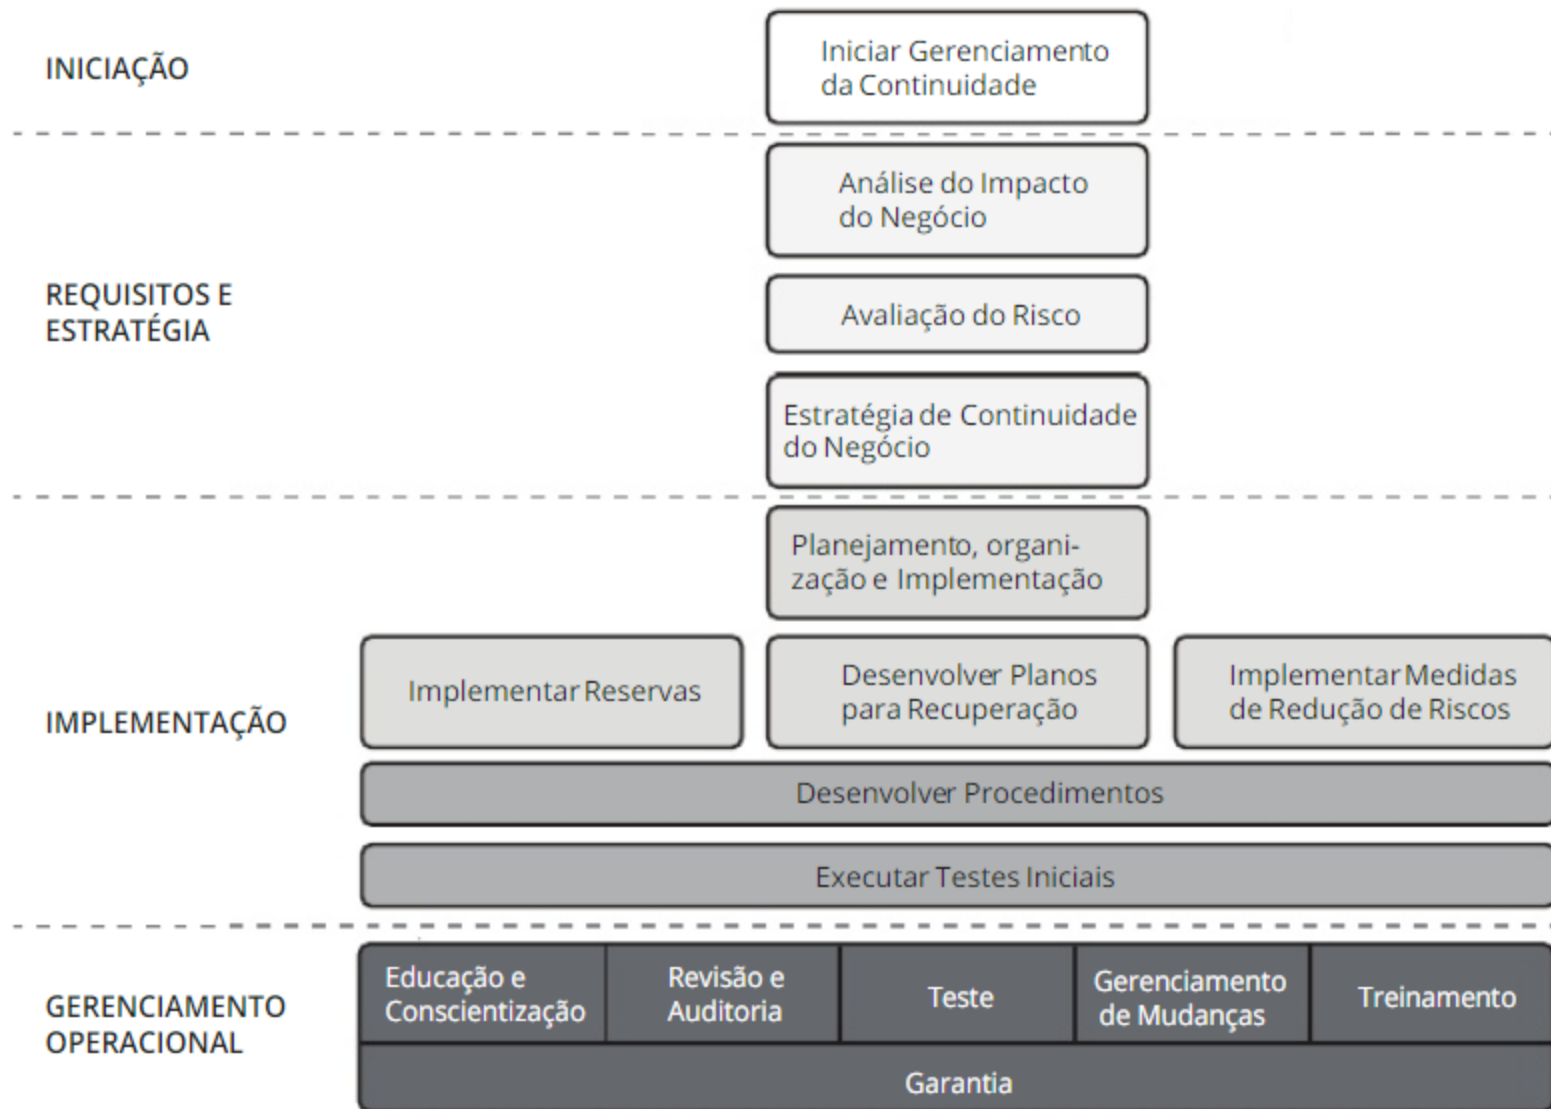 INICIAÇÃO
Iniciar Gerenciamento
da Continuidade
REQUISITOS E
ESTRATÉGIA
Análise do Impacto
do Negócio
Avaliação do Risco
Estratégia de Continuidade
do Negócio
IMPLEMENTAÇÃO
Planejamento, organi-
zação e Implementação
Implementar Reservas
Desenvolver Planos
para Recuperação
Implementar Medidas
de Redução de Riscos
Desenvolver Procedimentos
Executar Testes Iniciais
GERENCIAMENTO
OPERACIONAL
Educação e
Conscientização
Revisão e
Auditoria
Teste
Gerenciamento
de Mudanças
Treinamento
Garantia